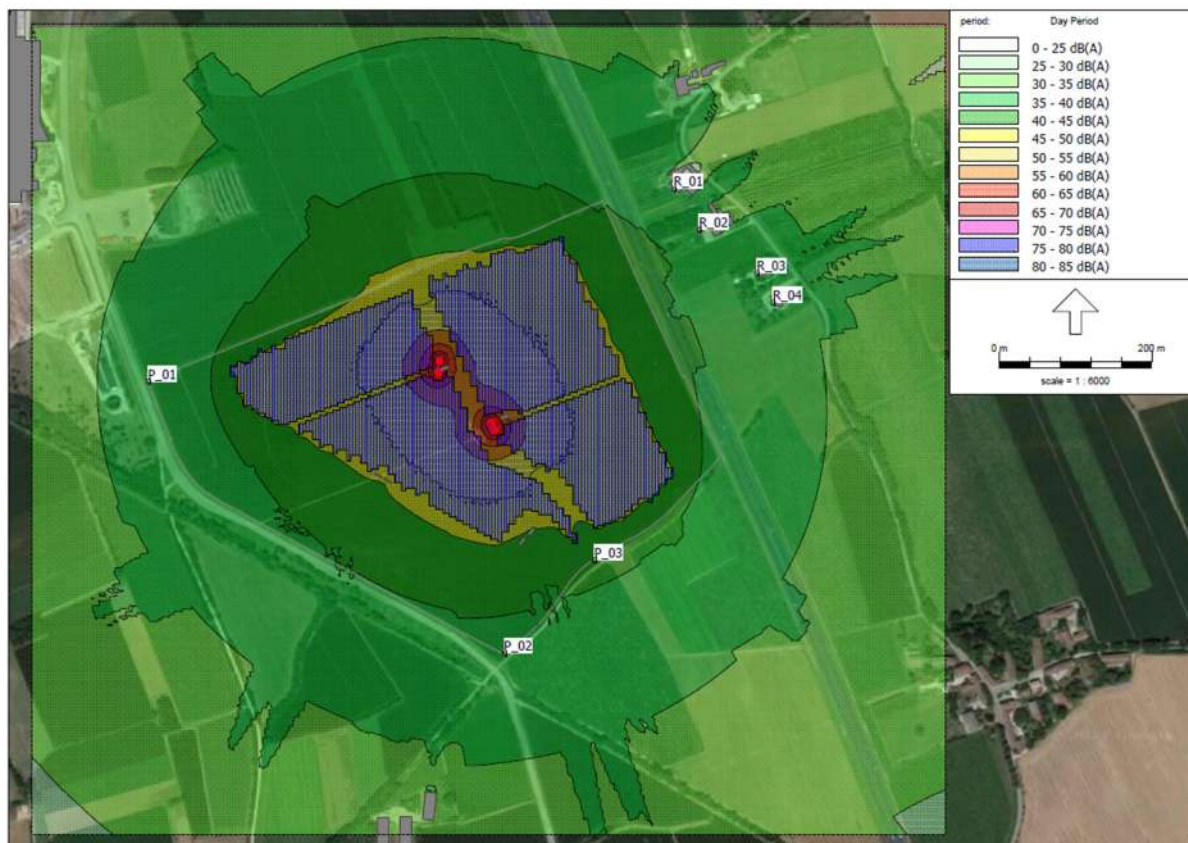 period: Day Period
0 - 25 dB(A)
25 - 30 dB(A)
30 - 35 dB(A)
35 - 40 dB(A)
40 - 45 dB(A)
45 - 50 dB(A)
50 - 55 dB(A)
55 - 60 dB(A)
60 - 65 dB(A)
65 - 70 dB(A)
70 - 75 dB(A)
75 - 80 dB(A)
80 - 85 dB(A)
0 m 200 m
scale = 1 : 6000
R_01
R_02
R_03
R_04
P_01
P_03
P_02